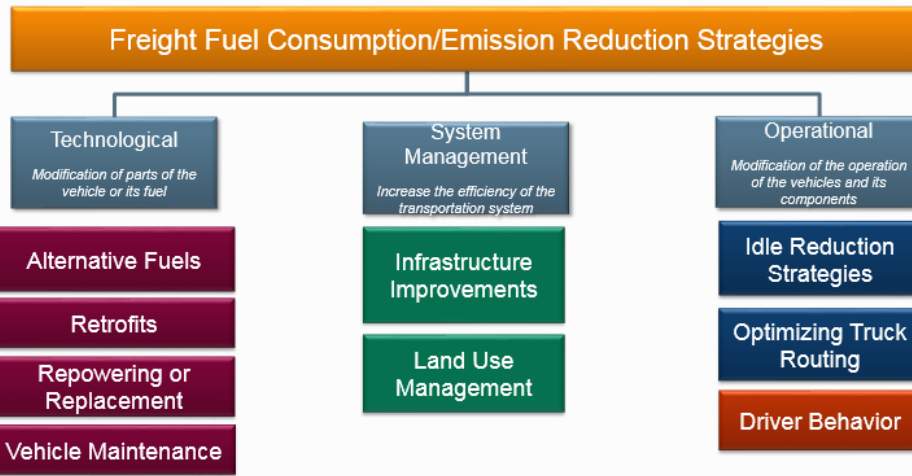 Freight Fuel Consumption/Emission Reduction Strategies
Technological
Modification of parts of the
vehicle or its fuel
Alternative Fuels
Retrofits
Repowering or
Replacement
Vehicle Maintenance
System
Management
Increase the efficiency of the
transportation system
Infrastructure
Improvements
Land Use
Management
Operational
Modification of the operation
of the vehicles and its
components
Idle Reduction
Strategies
Optimizing Truck
Routing
Driver Behavior